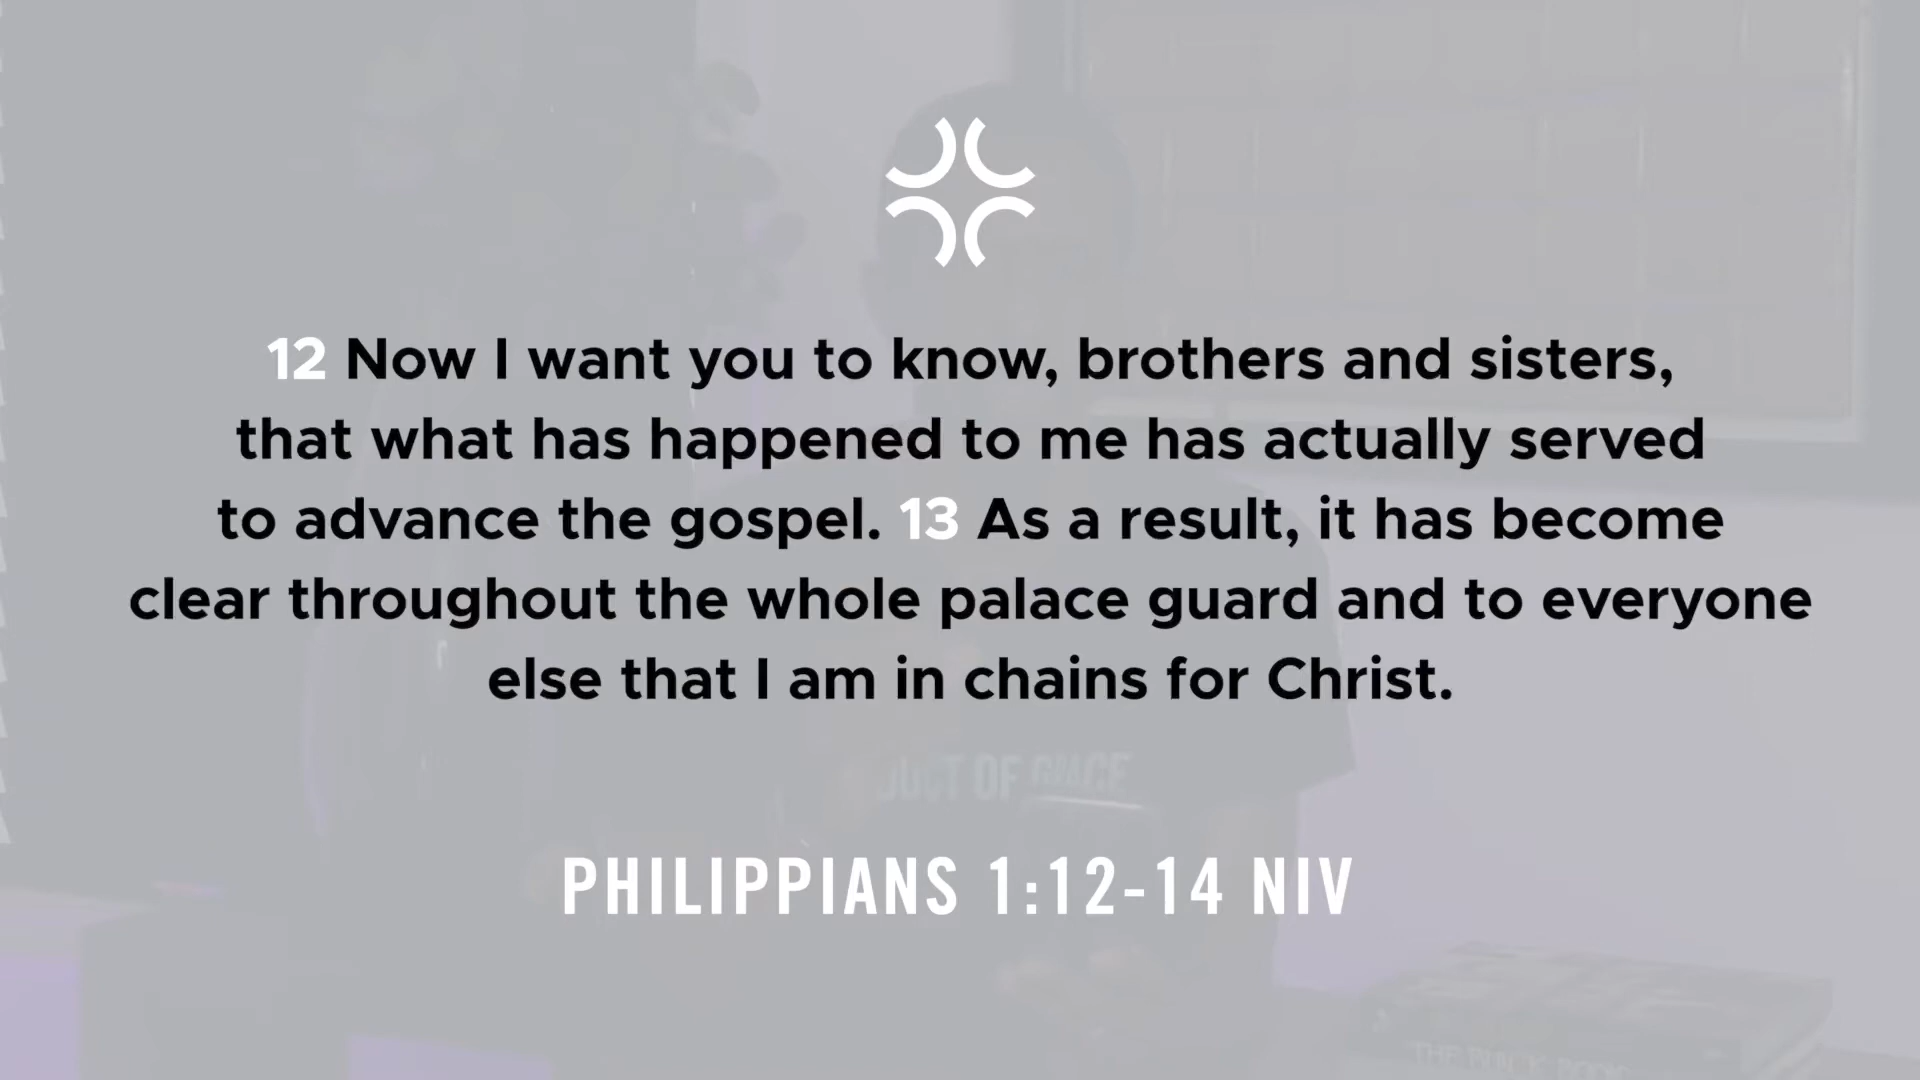 12 Now I want you to know, brothers and sisters,
that what has happened to me has actually served
to advance the gospel. 13 As a result, it has become
clear throughout the whole palace guard and to everyone
else that I am in chains for Christ.
OF GRACE
PHILIPPIANS 1:12-14 NIV